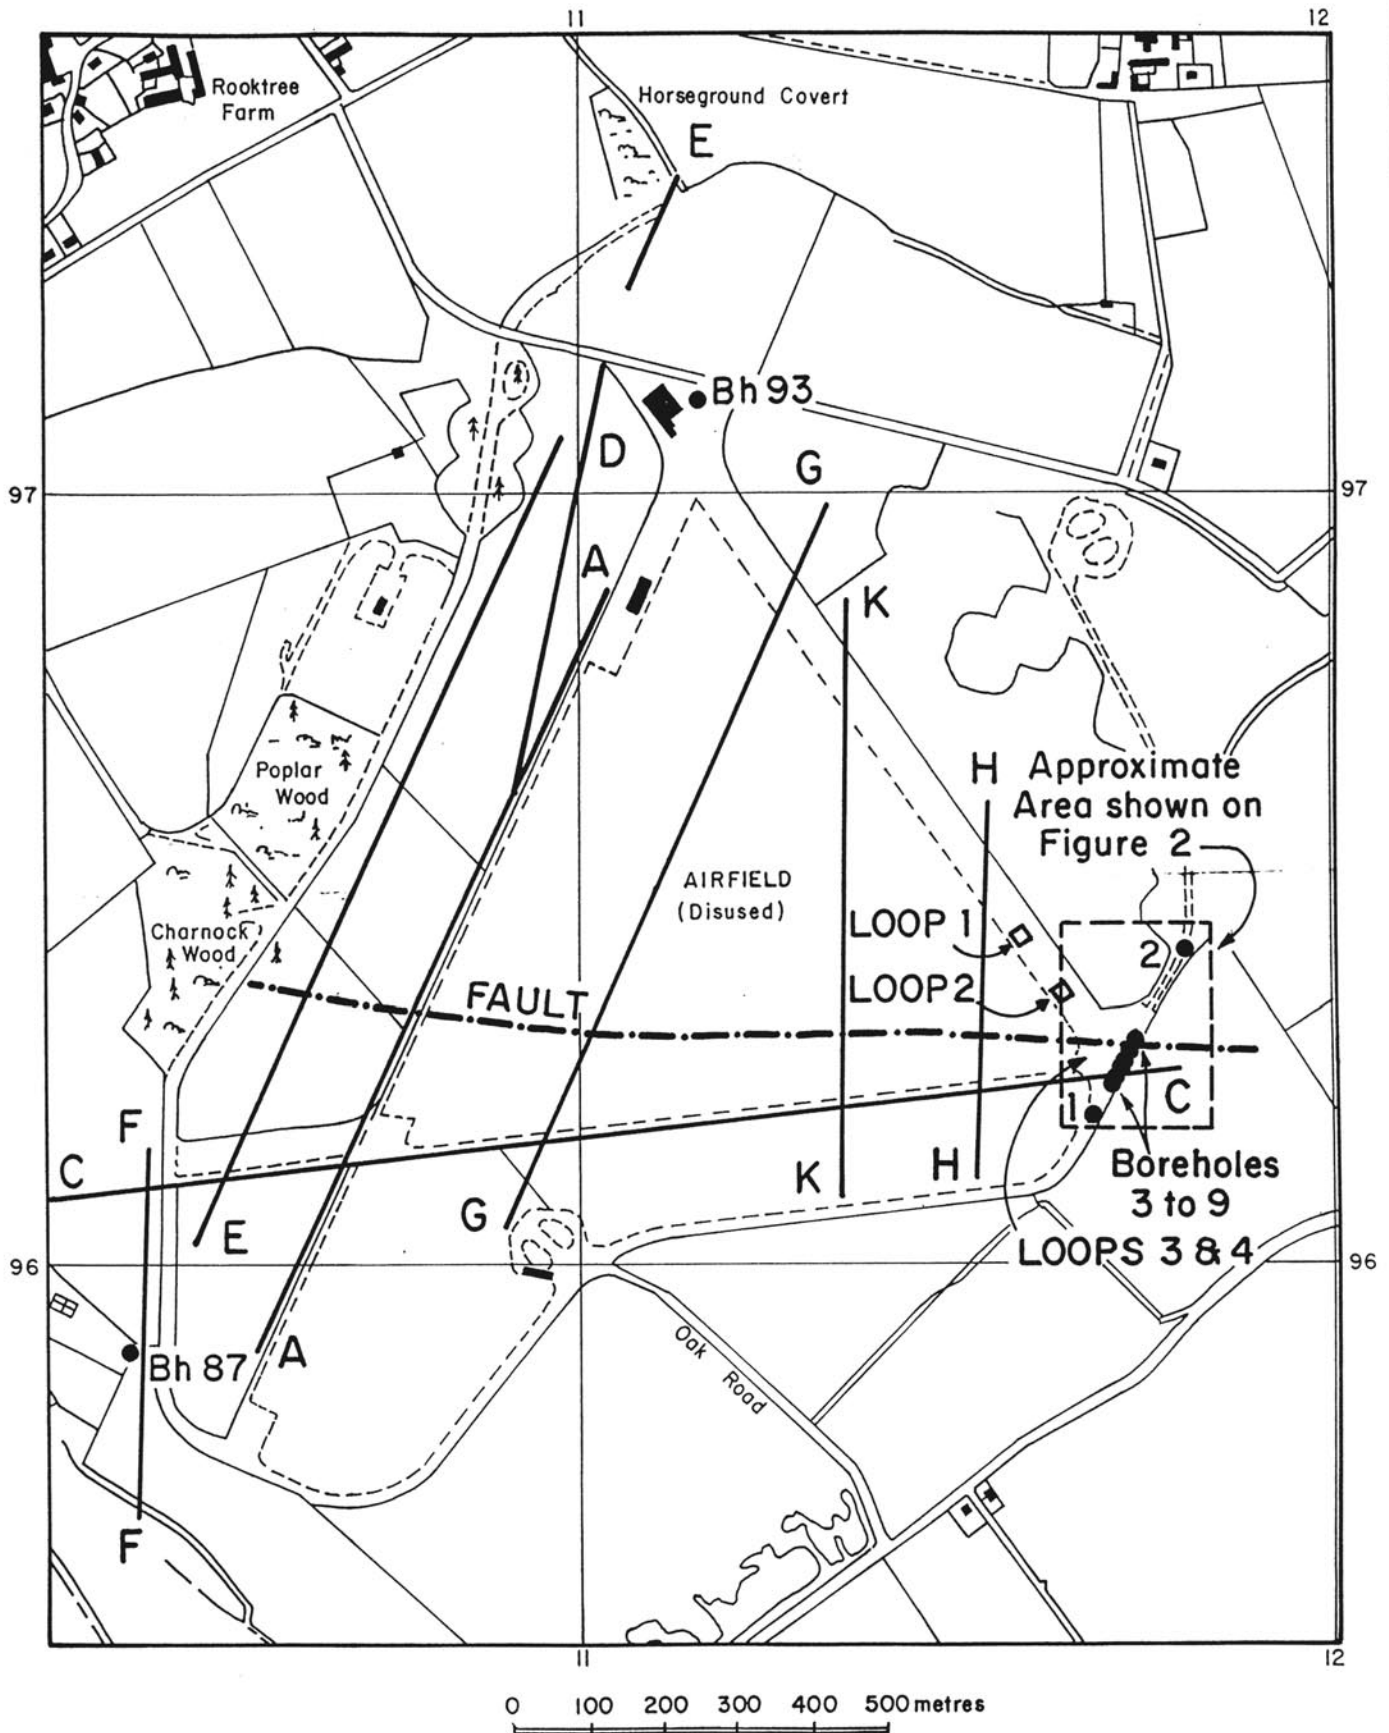 11
12
Rooktree
Farm
Horseground Covert
E
Bh 93
D
G
97
97
A
K
H
Approximate
Area shown on
Figure 2
Poplar
Wood
AIRFIELD
(Disused)
LOOP 1
2
Charnock
Wood
LOOP 2
FAULT
F
1
C
C
K
H
Boreholes
3 to 9
G
E
LOOPS 3 & 4
96
96
Oak
Road
Bh 87
A
F
11
12
0 100 200 300 400 500 metres